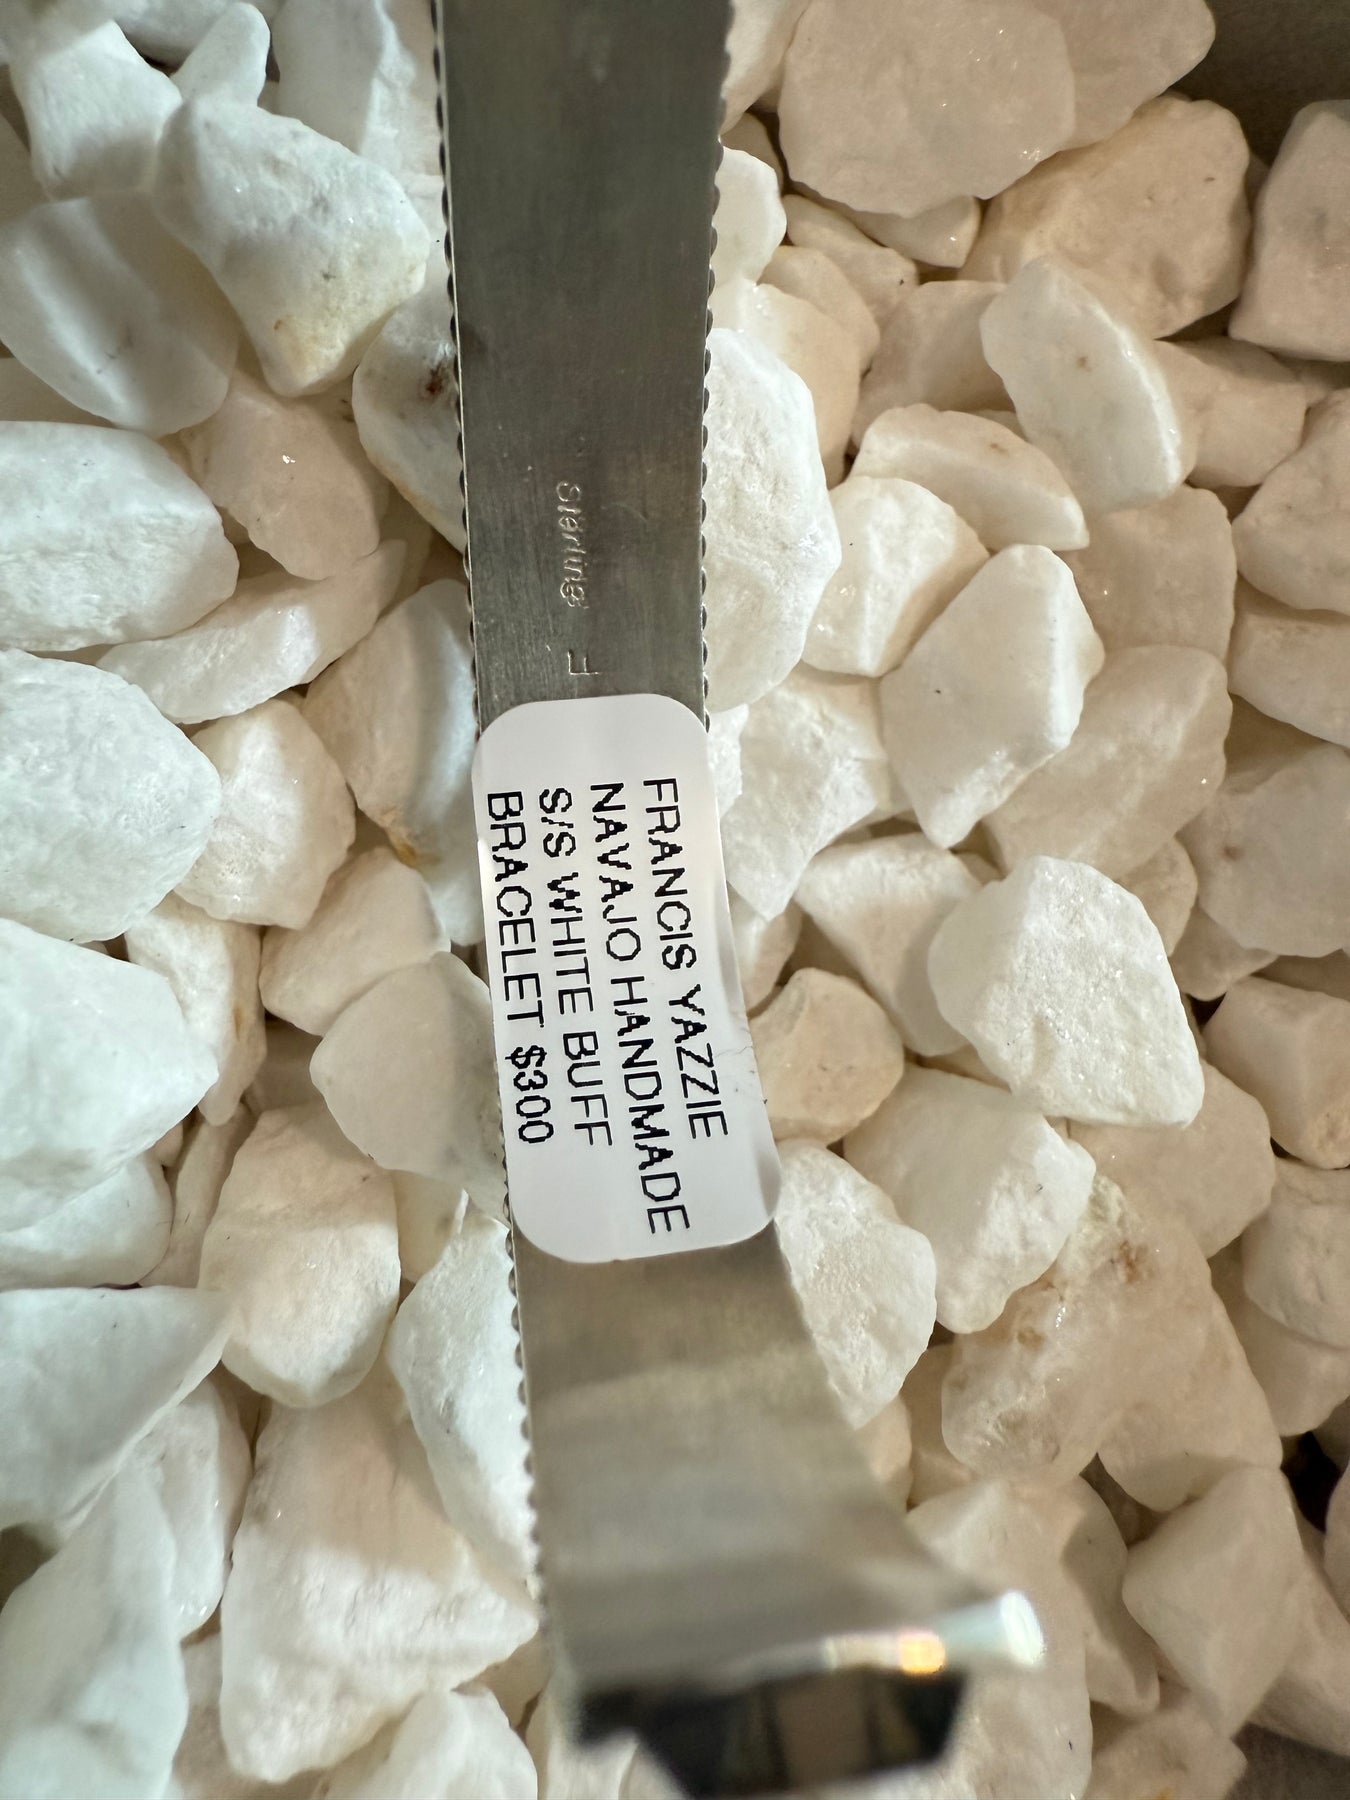 Sterling F
FRANCIS YAZZIE
NAVAJO HANDMADE
S/S WHITE BUFF
BRACELET $300